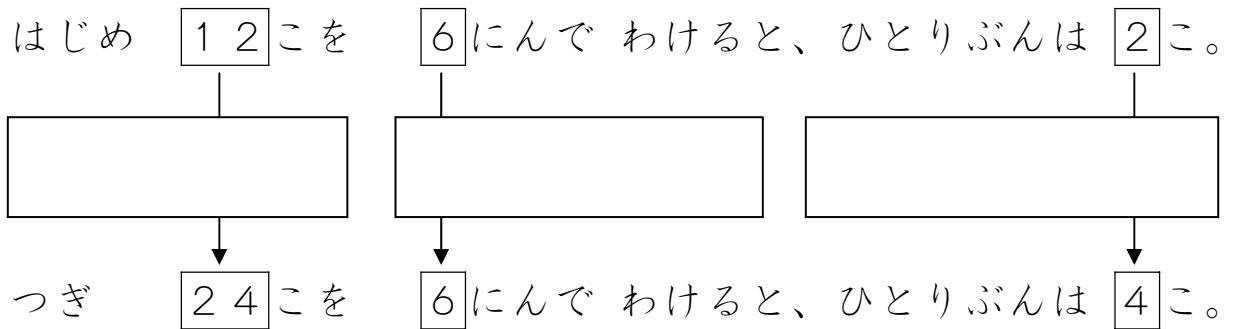 はじめ 12こを 6にんで わけると、ひとりぶんは 2こ。
つぎ 24こを 6にんで わけると、ひとりぶんは 4こ。